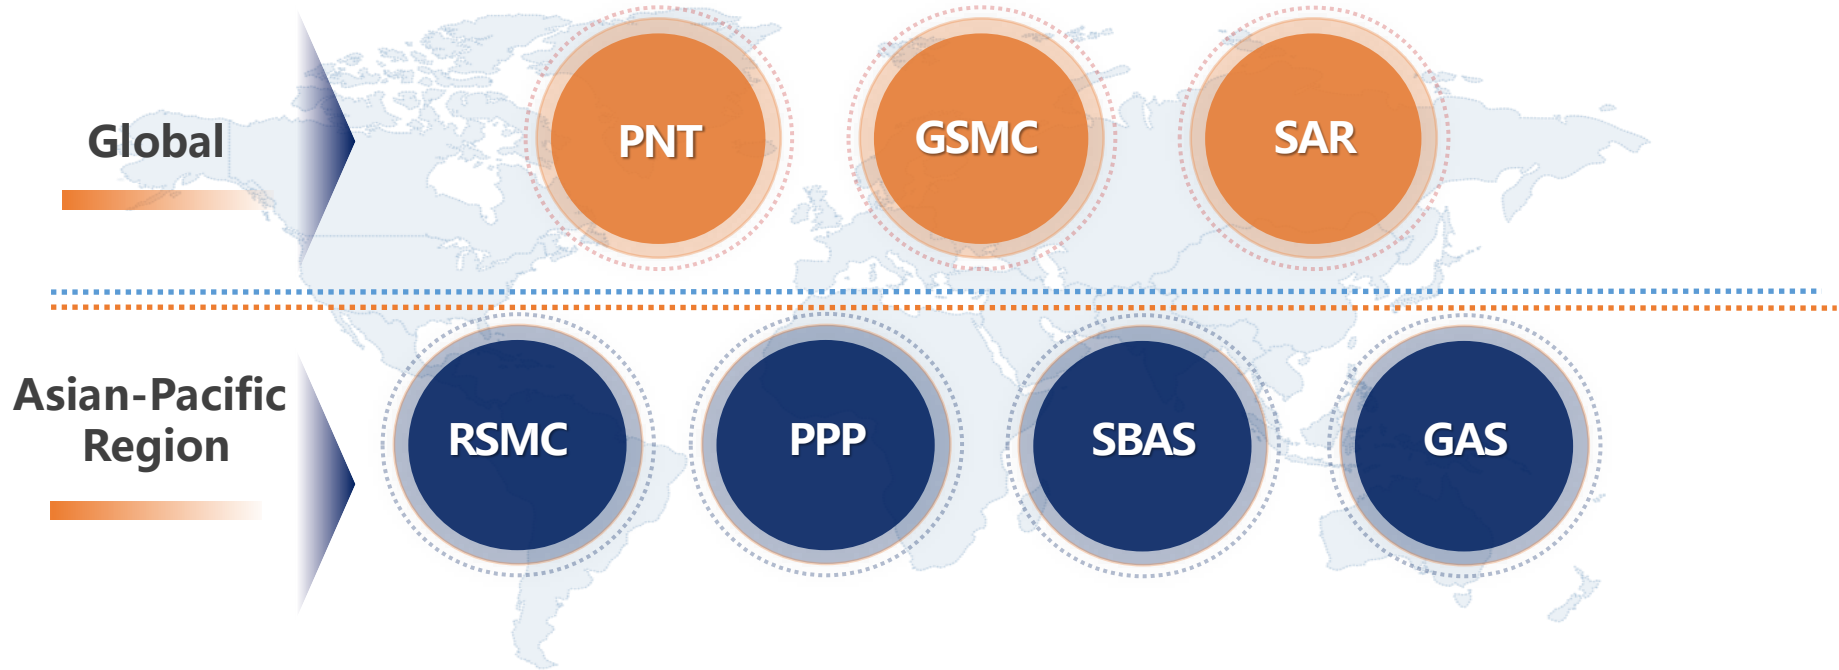 Global
PNT
GSMC
SAR
Asian-Pacific
Region
RSMC
PPP
SBAS
GAS